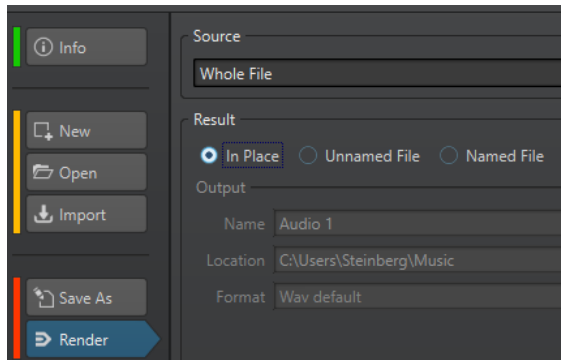 Info
New
Open
Import
Save As
Render
Source
Whole File
Result
In Place Unnamed File Named File
Output
Name Audio 1
Location C:\Users\Steinberg\Music
Format Wav default